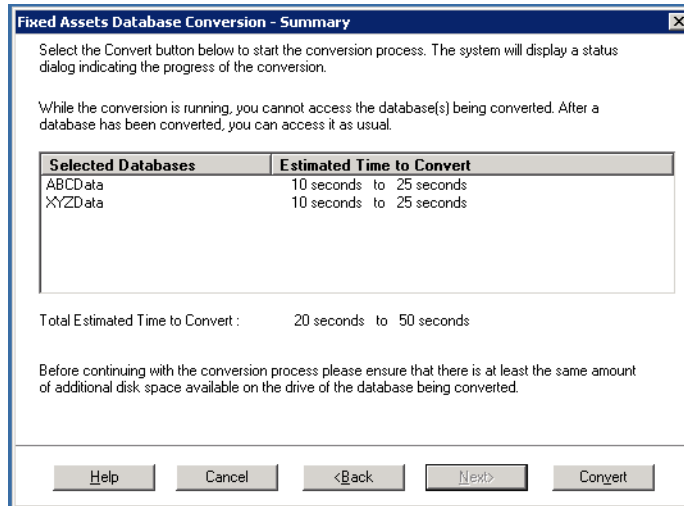 Fixed Assets Database Conversion - Summary
Select the Convert button below to start the conversion process. The system will display a status
dialog indicating the progress of the conversion.
While the conversion is running, you cannot access the database(s) being converted. After a
database has been converted, you can access it as usual.
Selected Databases Estimated Time to Convert
ABCData 10 seconds to 25 seconds
XYZData 10 seconds to 25 seconds
Total Estimated Time to Convert : 20 seconds to 50 seconds
Before continuing with the conversion process please ensure that there is at least the same amount
of additional disk space available on the drive of the database being converted.
Help Cancel <Back Next> Convert